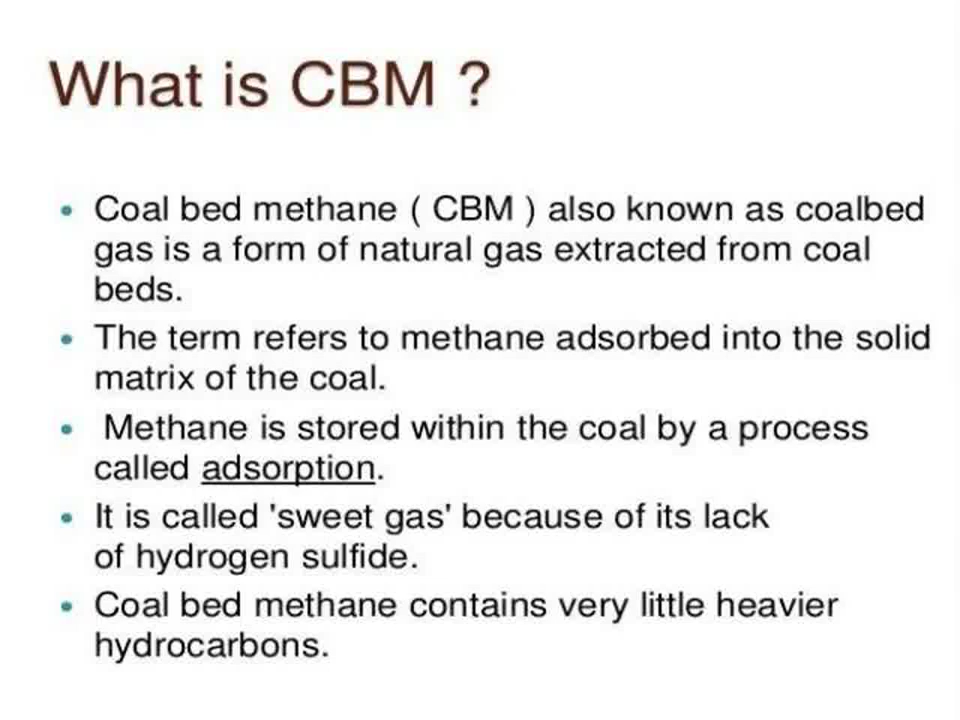 What is CBM ?
• Coal bed methane ( CBM ) also known as coalbed
gas is a form of natural gas extracted from coal
beds.
• The term refers to methane adsorbed into the solid
matrix of the coal.
• Methane is stored within the coal by a process
called adsorption.
• It is called 'sweet gas' because of its lack
of hydrogen sulfide.
• Coal bed methane contains very little heavier
hydrocarbons.